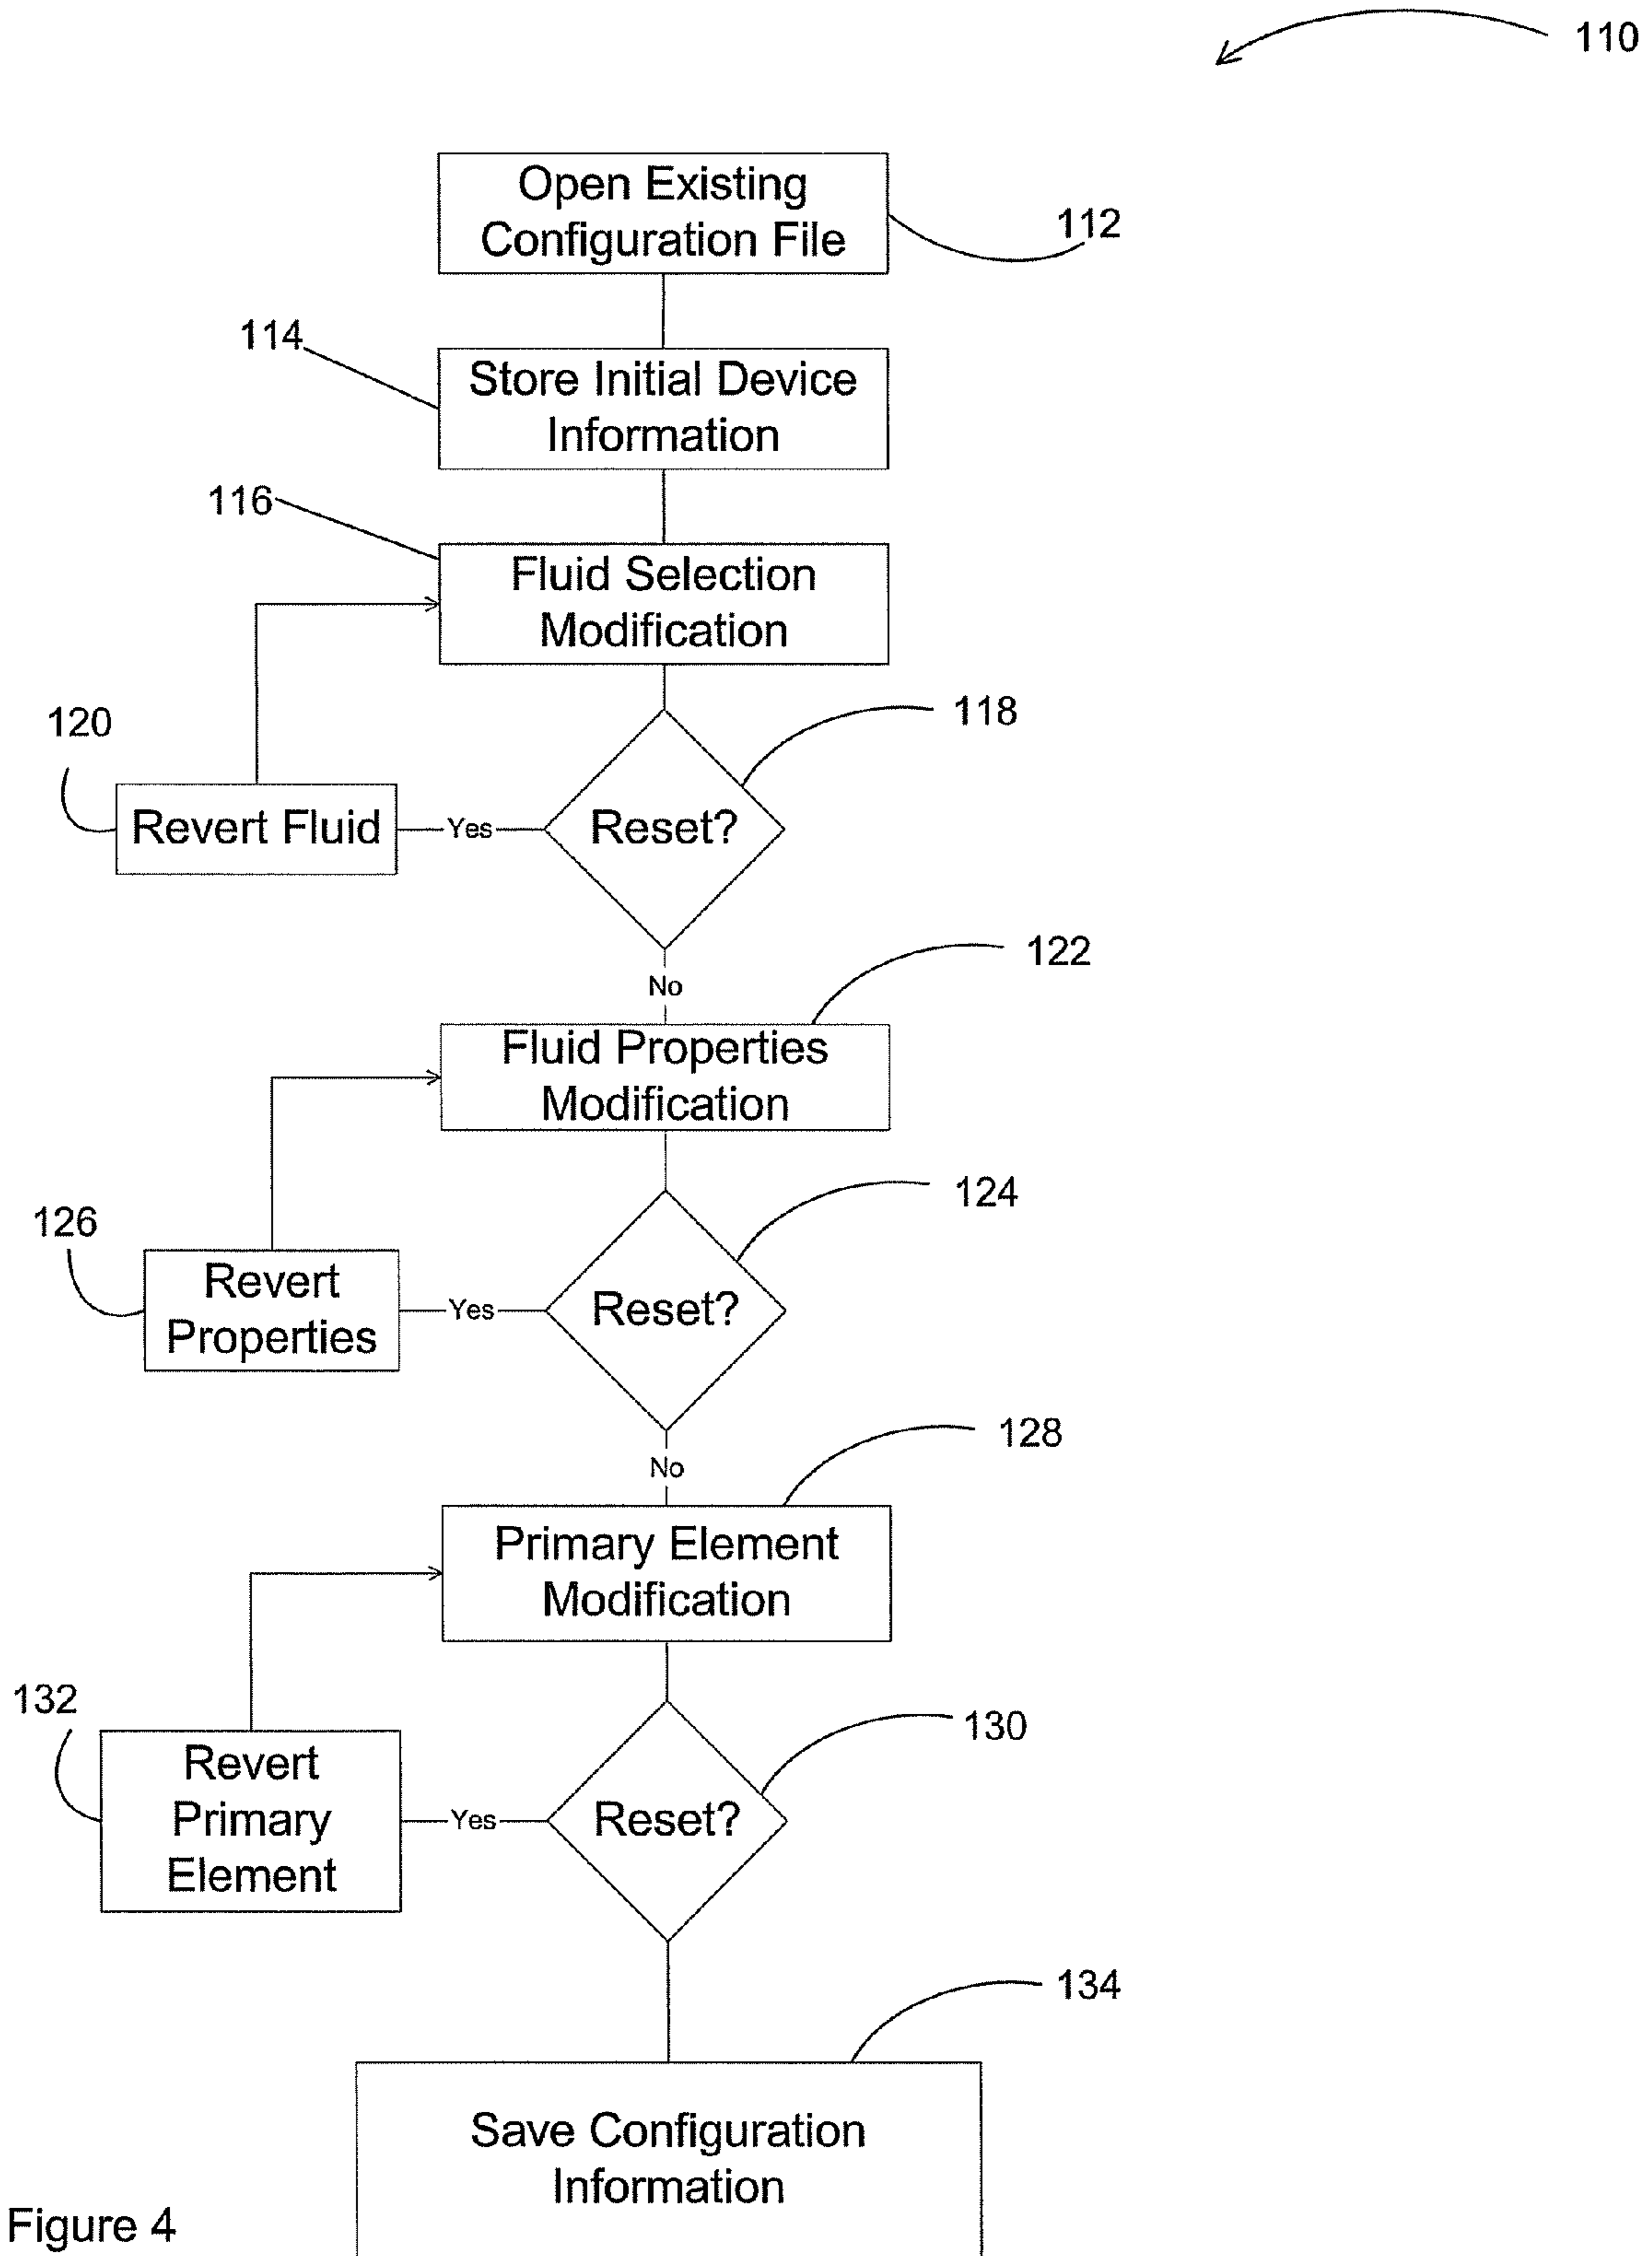 110
Open Existing
Configuration File
112
114
Store Initial Device
Information
116
Fluid Selection
Modification
118
120
Revert Fluid
Yes
Reset?
No
122
Fluid Properties
Modification
124
126
Revert
Properties
Yes
Reset?
No
128
Primary Element
Modification
130
132
Revert
Primary
Element
Yes
Reset?
134
Save Configuration
Information
Figure 4